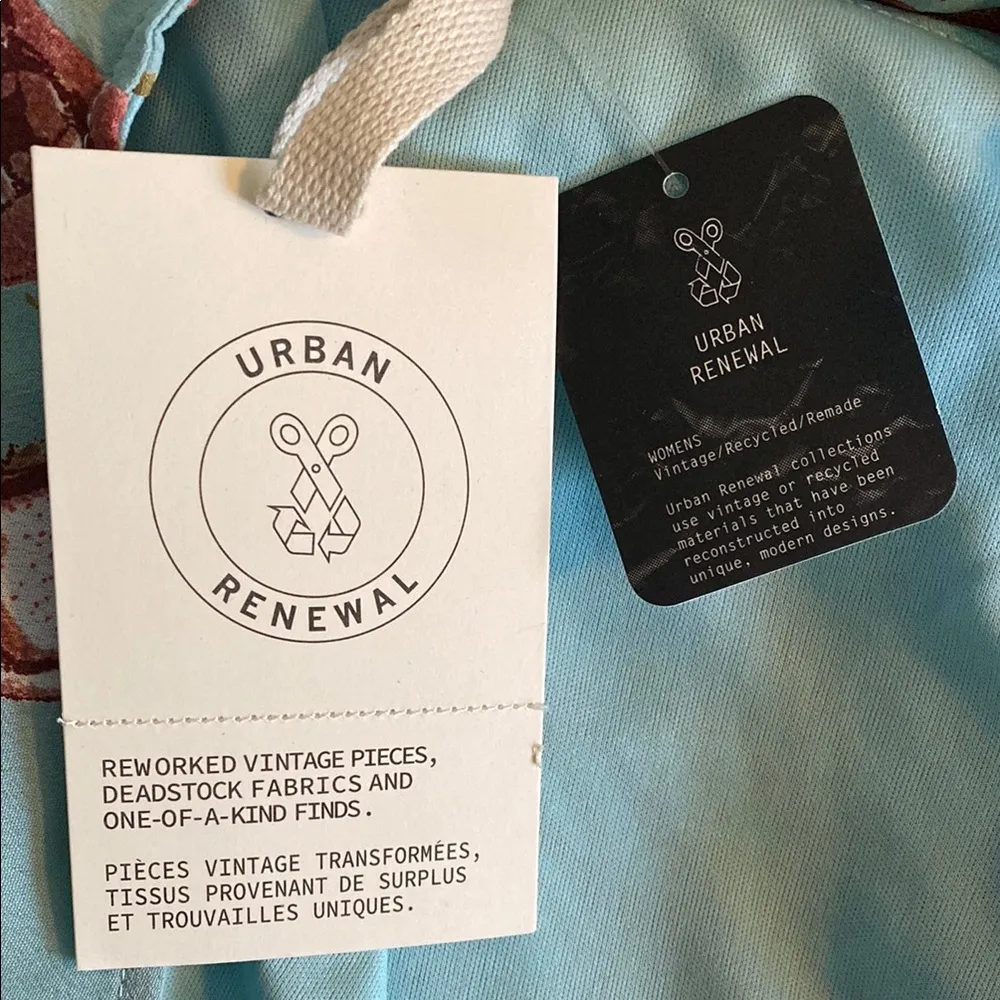 URBAN
RENEWAL
REWORKED VINTAGE PIECES,
DEADSTOCK FABRICS AND
ONE-OF-A-KIND FINDS.
PIÈCES VINTAGE TRANSFORMÉES,
TISSUS PROVENANT DE SURPLUS
ET TROUVAILLES UNIQUES.
URBAN
RENEWAL
WOMENS
Vintage/Recycled/Remade
Urban Renewal collections
use vintage or recycled
materials that have been
reconstructed into
unique, modern designs.